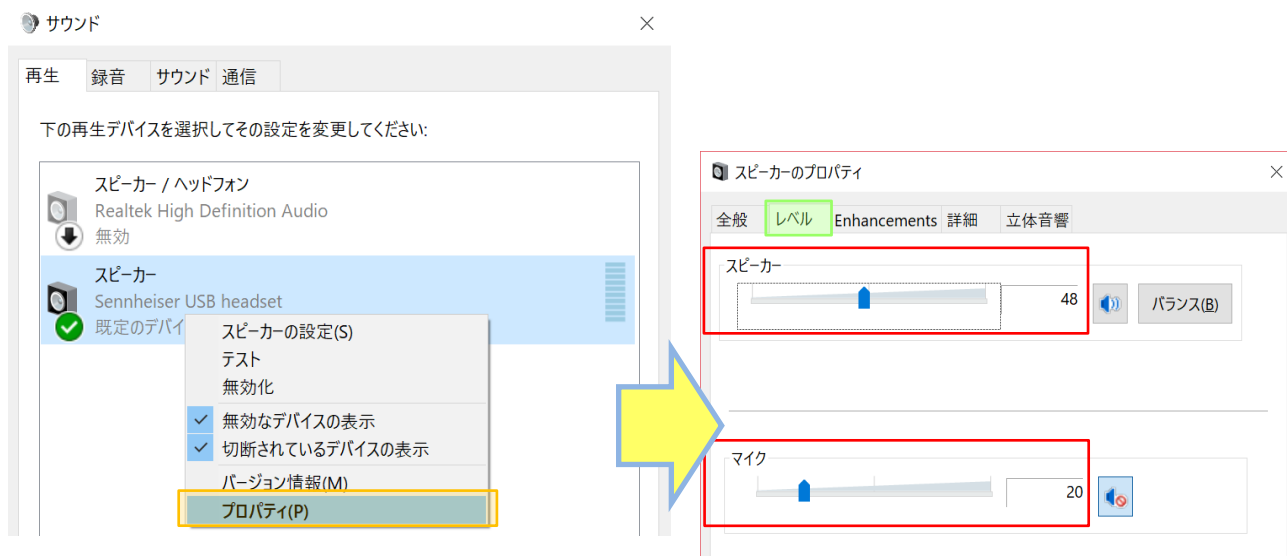 サウンド
再生 録音 サウンド 通信
下の再生デバイスを選択してその設定を変更してください:
スピーカー / ヘッドフォン
Realtek High Definition Audio
無効
スピーカー
Sennheiser USB headset
既定のデバイ
スピーカーの設定(S)
テスト
無効化
無効なデバイスの表示
切断されているデバイスの表示
バージョン情報(M)
プロパティ(P)
スピーカーのプロパティ
全般 レベル Enhancements 詳細 立体音響
スピーカー
48 バランス(B)
マイク
20